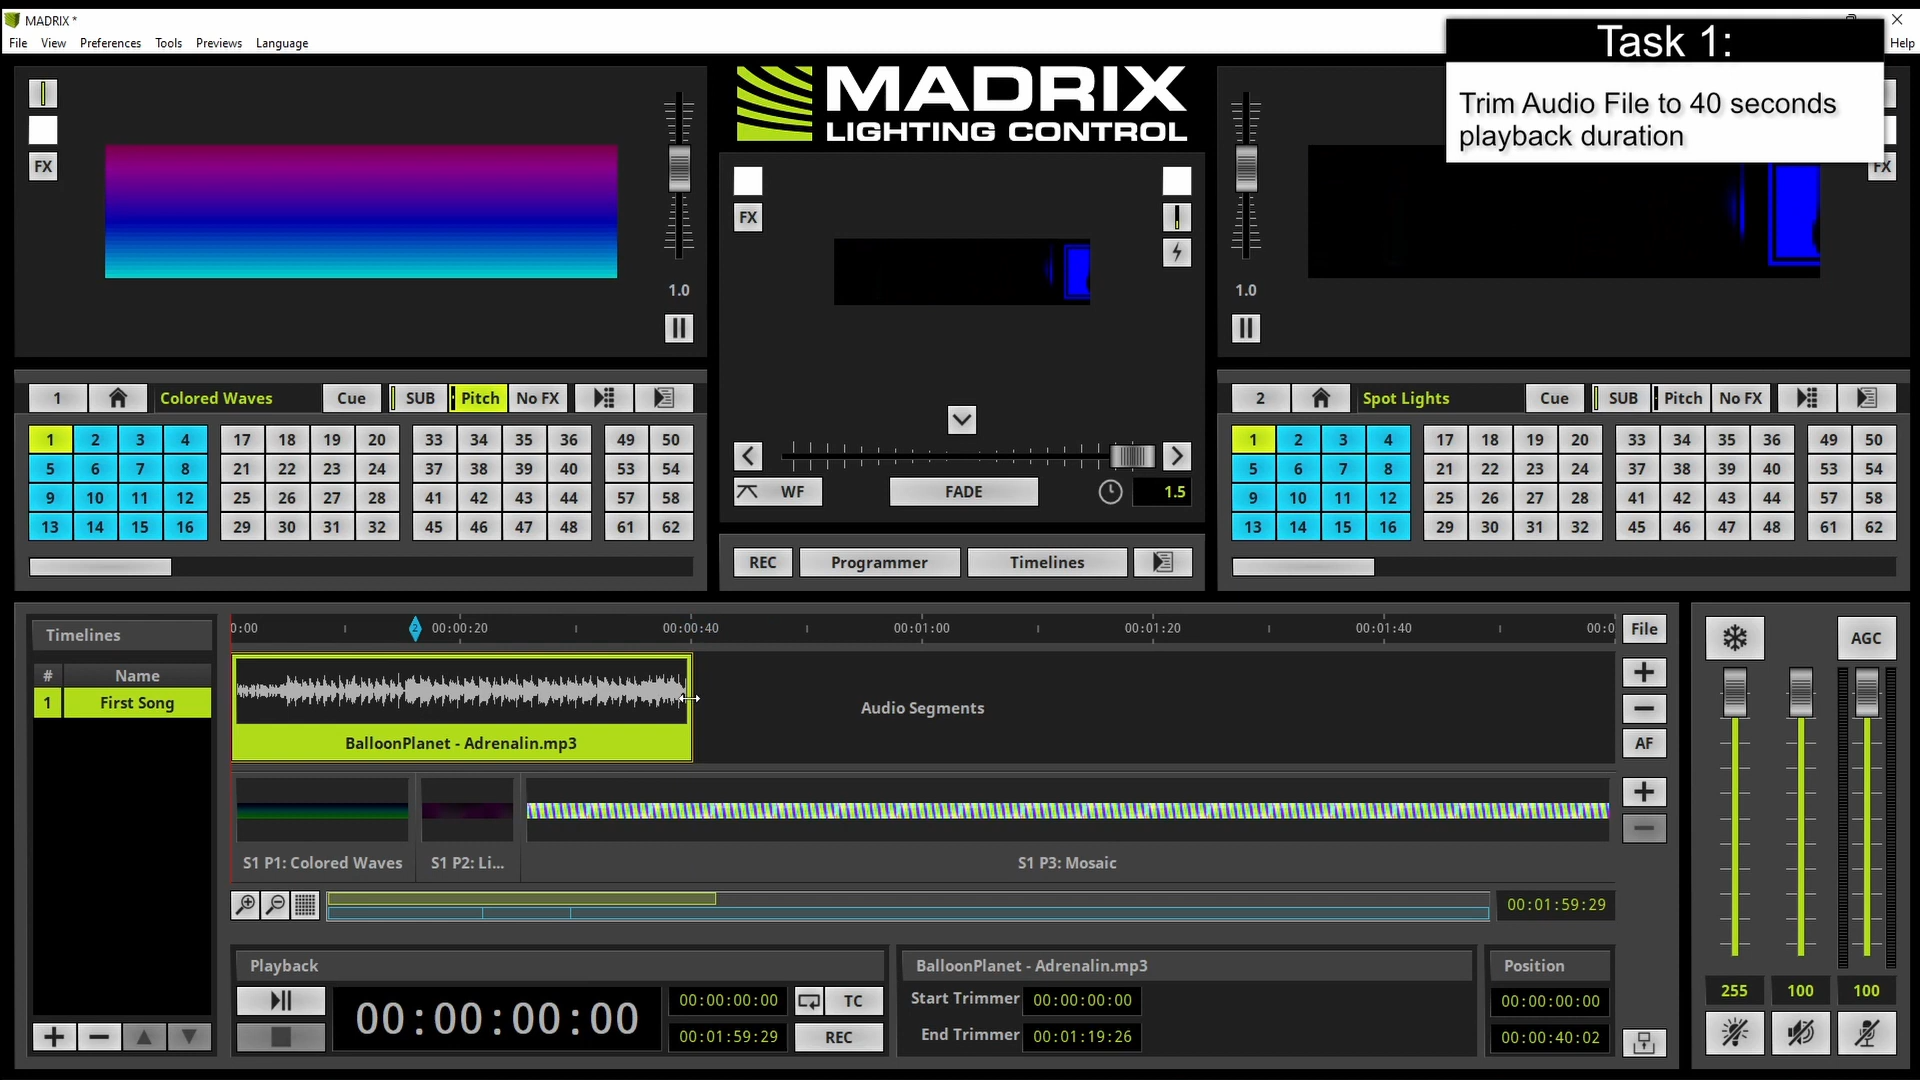 MADRIX *
File View Preferences Tools Previews Language
Help
Task 1:
Trim Audio File to 40 seconds
playback duration
MADRIX
LIGHTING CONTROL
FX
FX
FX
1.0
1.0
1 Colored Waves Cue SUB Pitch No FX
1 2 3 4 17 18 19 20 33 34 35 36 49 50
5 6 7 8 21 22 23 24 37 38 39 40 53 54
9 10 11 12 25 26 27 28 41 42 43 44 57 58
13 14 15 16 29 30 31 32 45 46 47 48 61 62
WF FADE 1.5
REC Programmer Timelines
2 Spot Lights Cue SUB Pitch No FX
1 2 3 4 17 18 19 20 33 34 35 36 49 50
5 6 7 8 21 22 23 24 37 38 39 40 53 54
9 10 11 12 25 26 27 28 41 42 43 44 57 58
13 14 15 16 29 30 31 32 45 46 47 48 61 62
Timelines
# Name
1 First Song
0:00 2 00:00:20 00:00:40 00:01:00 00:01:20 00:01:40 00:0
File
Audio Segments
BalloonPlanet - Adrenalin.mp3
AF
S1 P1: Colored Waves S1 P2: Li... S1 P3: Mosaic
00:01:59:29
Playback
00:00:00:00
00:00:00:00 TC
00:01:59:29 REC
BalloonPlanet - Adrenalin.mp3
Start Trimmer 00:00:00:00
End Trimmer 00:01:19:26
Position
00:00:00:00
00:00:40:02
AGC
255 100 100